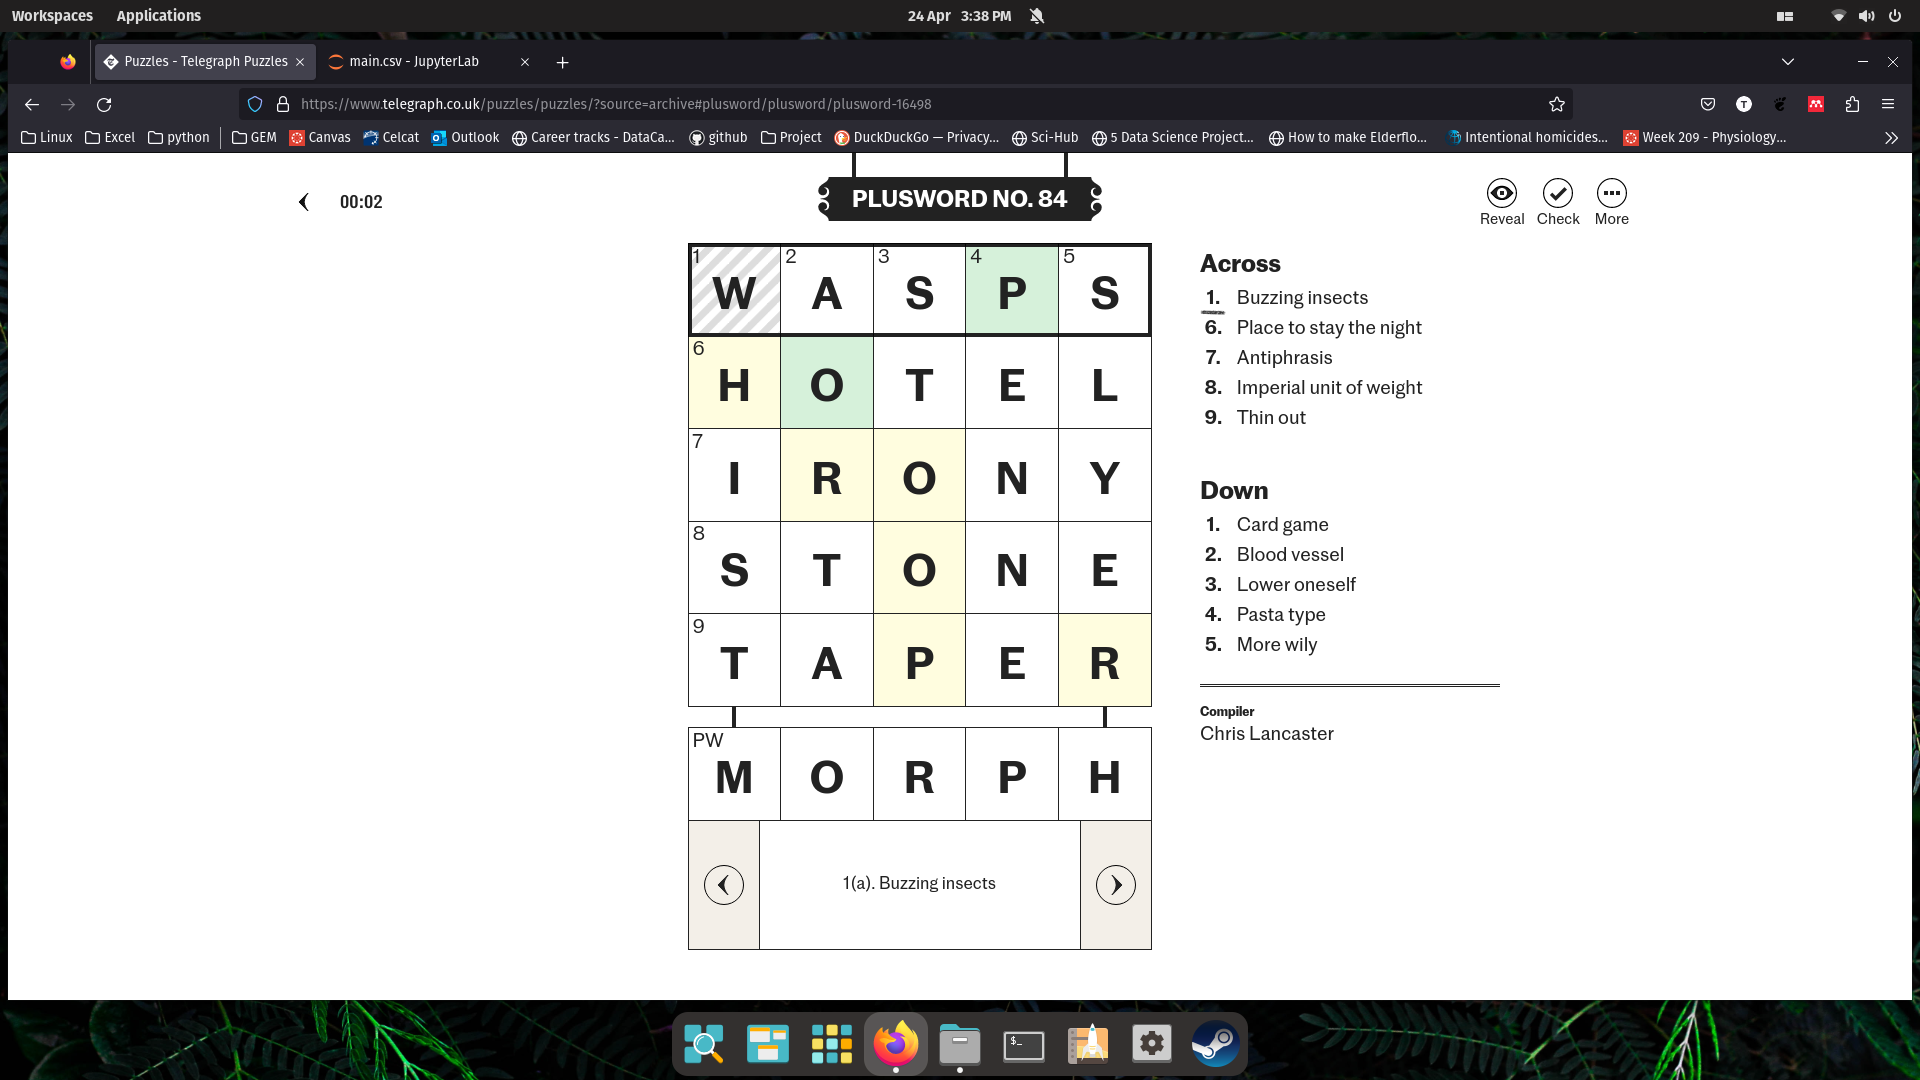 Workspaces Applications 24 Apr 3:38 PM
Puzzles - Telegraph Puzzles main.csv - JupyterLab
https://www.telegraph.co.uk/puzzles/puzzles/?source=archive#plusword/plusword/plusword-16498
Linux Excel python GEM Canvas Celcat Outlook Career tracks - DataCa... github Project DuckDuckGo — Privacy,... Sci-Hub 5 Data Science Project... How to make Elderflo... Intentional homicides... Week 209 - Physiology...
00:02
PLUSWORD NO. 84
Reveal Check More
1 W 2 A 3 S 4 P 5 S
6 H O T E L
7 I R O N Y
8 S T O N E
9 T A P E R
PW M O R P H
1(a). Buzzing insects
Across
1. Buzzing insects
6. Place to stay the night
7. Antiphrasis
8. Imperial unit of weight
9. Thin out
Down
1. Card game
2. Blood vessel
3. Lower oneself
4. Pasta type
5. More wily
Compiler
Chris Lancaster
$_